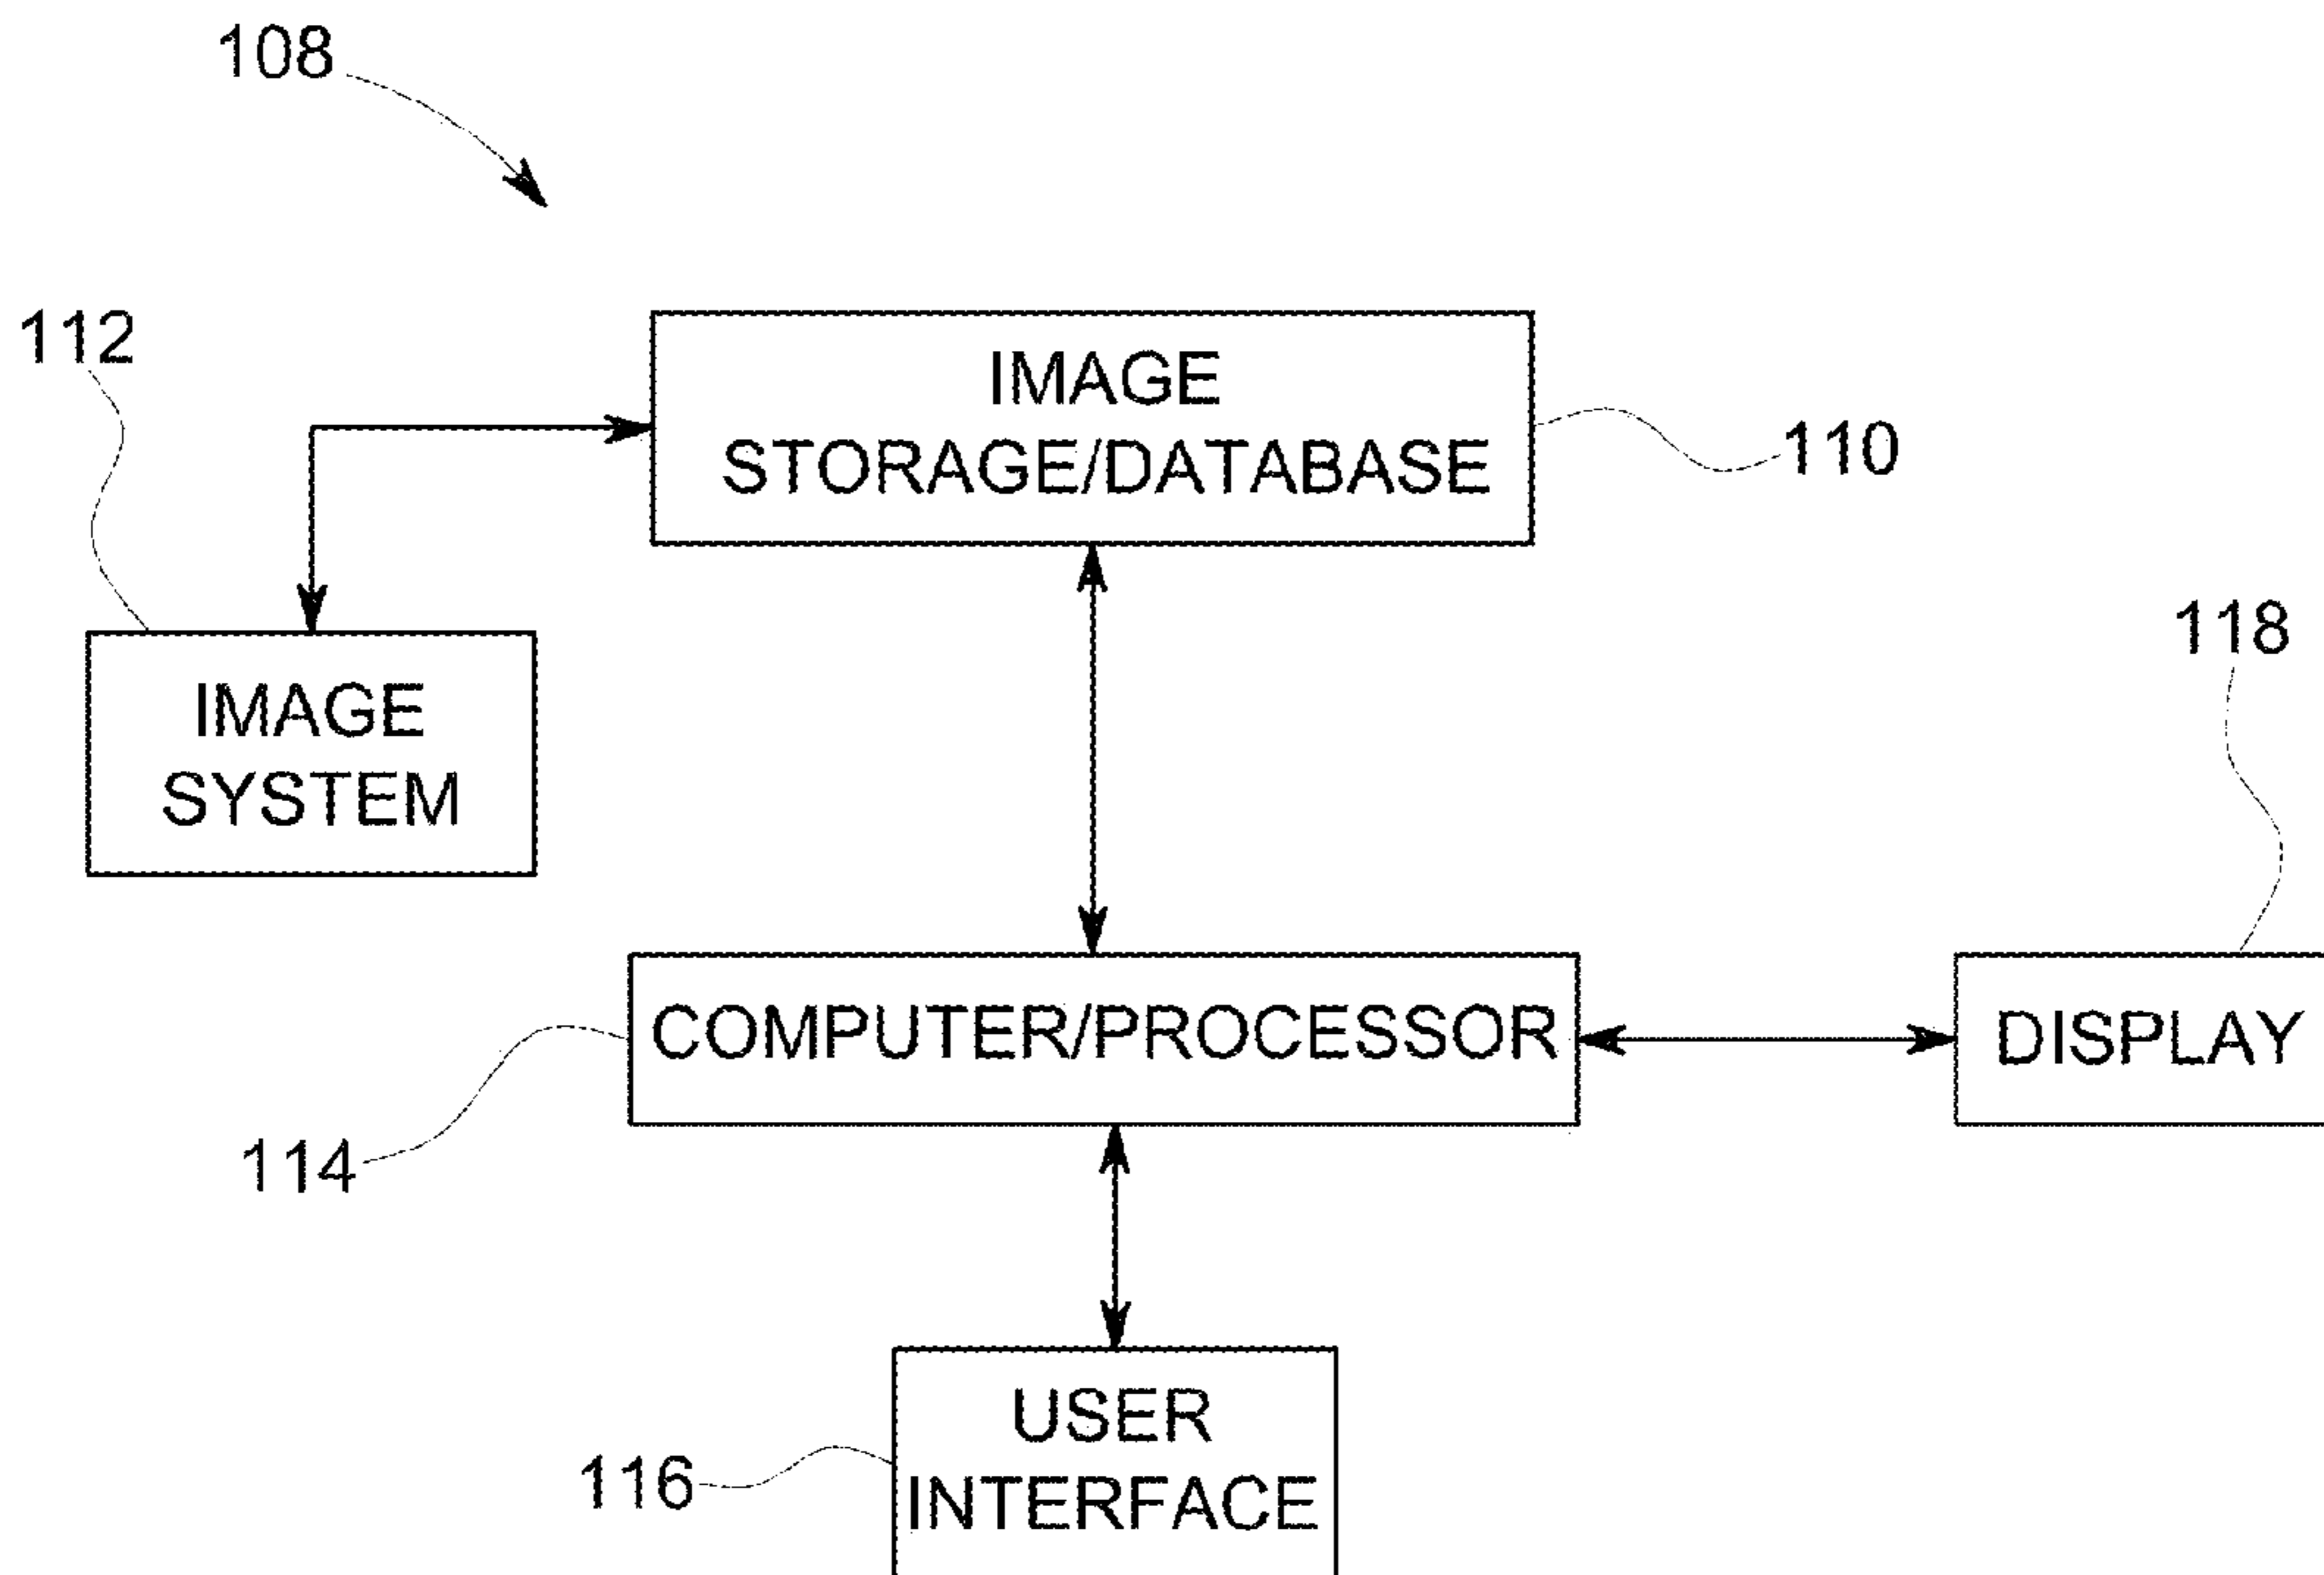 108
112
IMAGE
STORAGE/DATABASE
110
IMAGE
SYSTEM
118
COMPUTER/PROCESSOR
DISPLAY
114
USER
INTERFACE
116